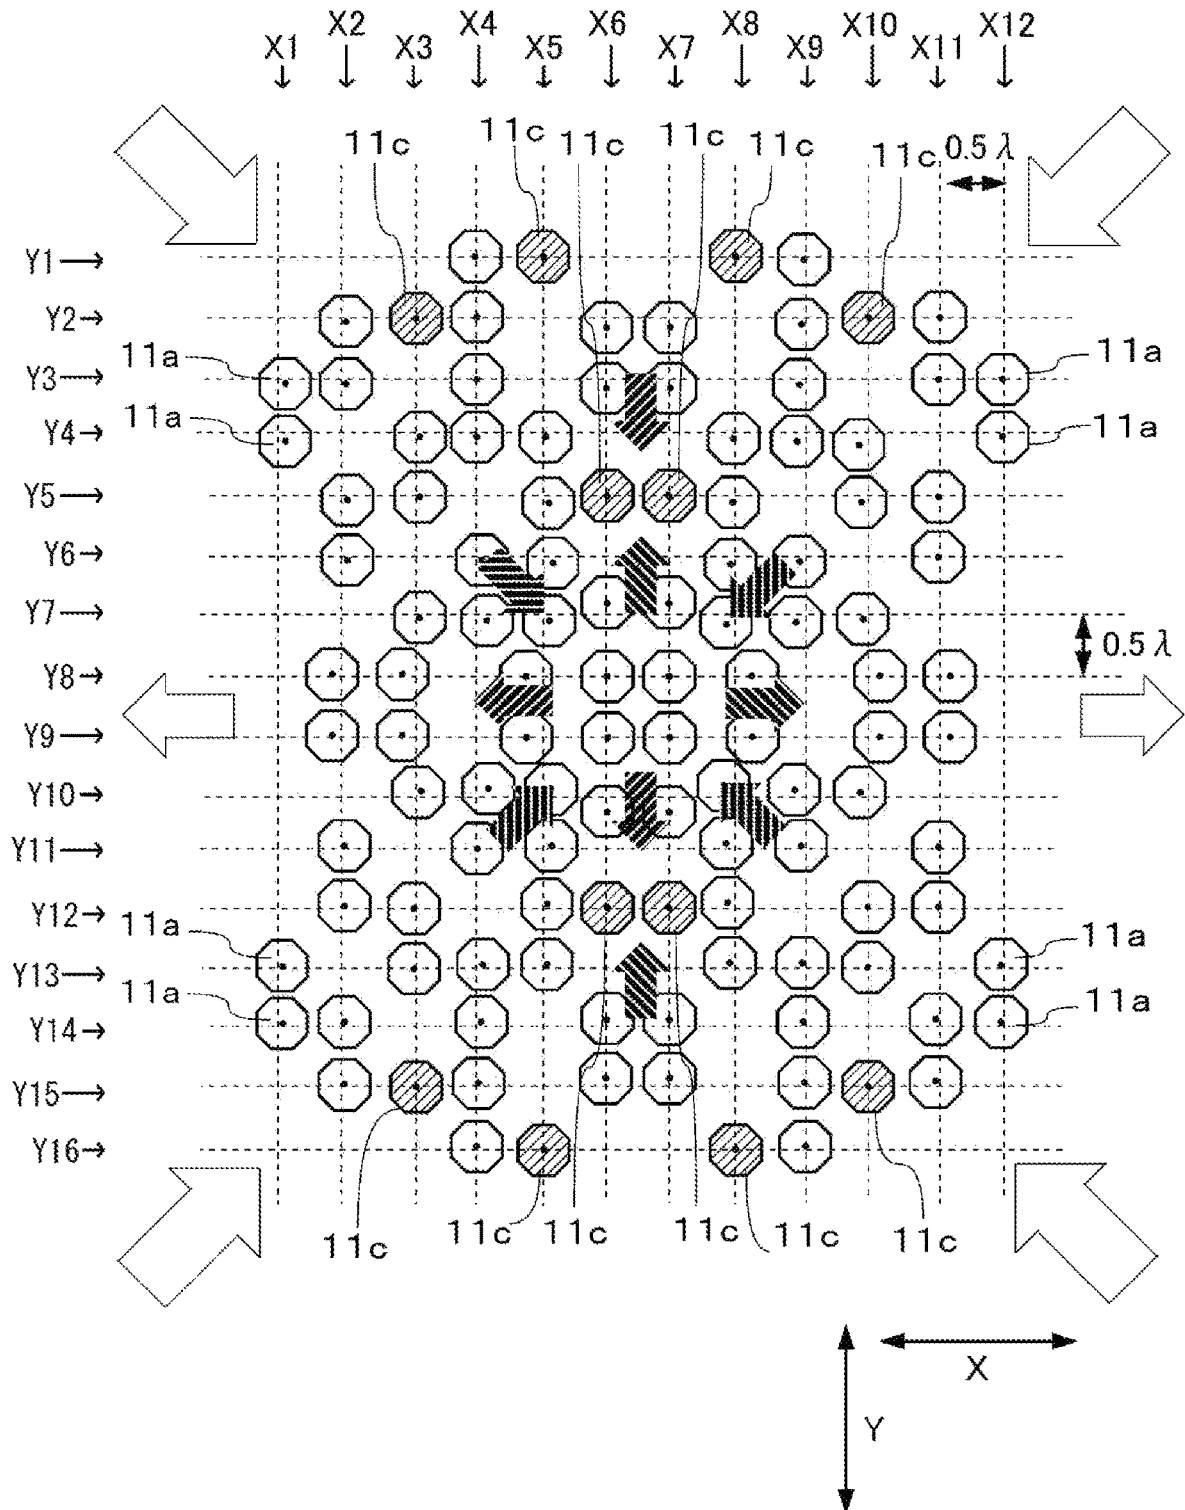 X1 X2 X3 X4 X5 X6 X7 X8 X9 X10 X11 X12
11c 11c 11c 11c 11c 11c 0.5 λ
Y1
Y2
11a Y3 11a
11a Y4 11a
Y5
Y6
Y7
0.5 λ
Y8
Y9
Y10
Y11
Y12
11a 11a
Y13
11a 11a
Y14
Y15
Y16
11c 11c 11c 11c 11c 11c
X
Y